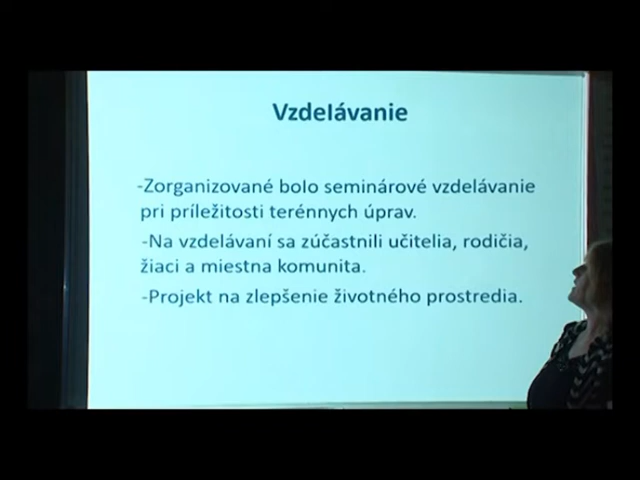 Vzdelávanie
-Zorganizované bolo seminárové vzdelávanie
pri príležitosti terénnych úprav.
-Na vzdelávaní sa zúčastnili učitelia, rodičia,
žiaci a miestna komunita.
-Projekt na zlepšenie životného prostredia.